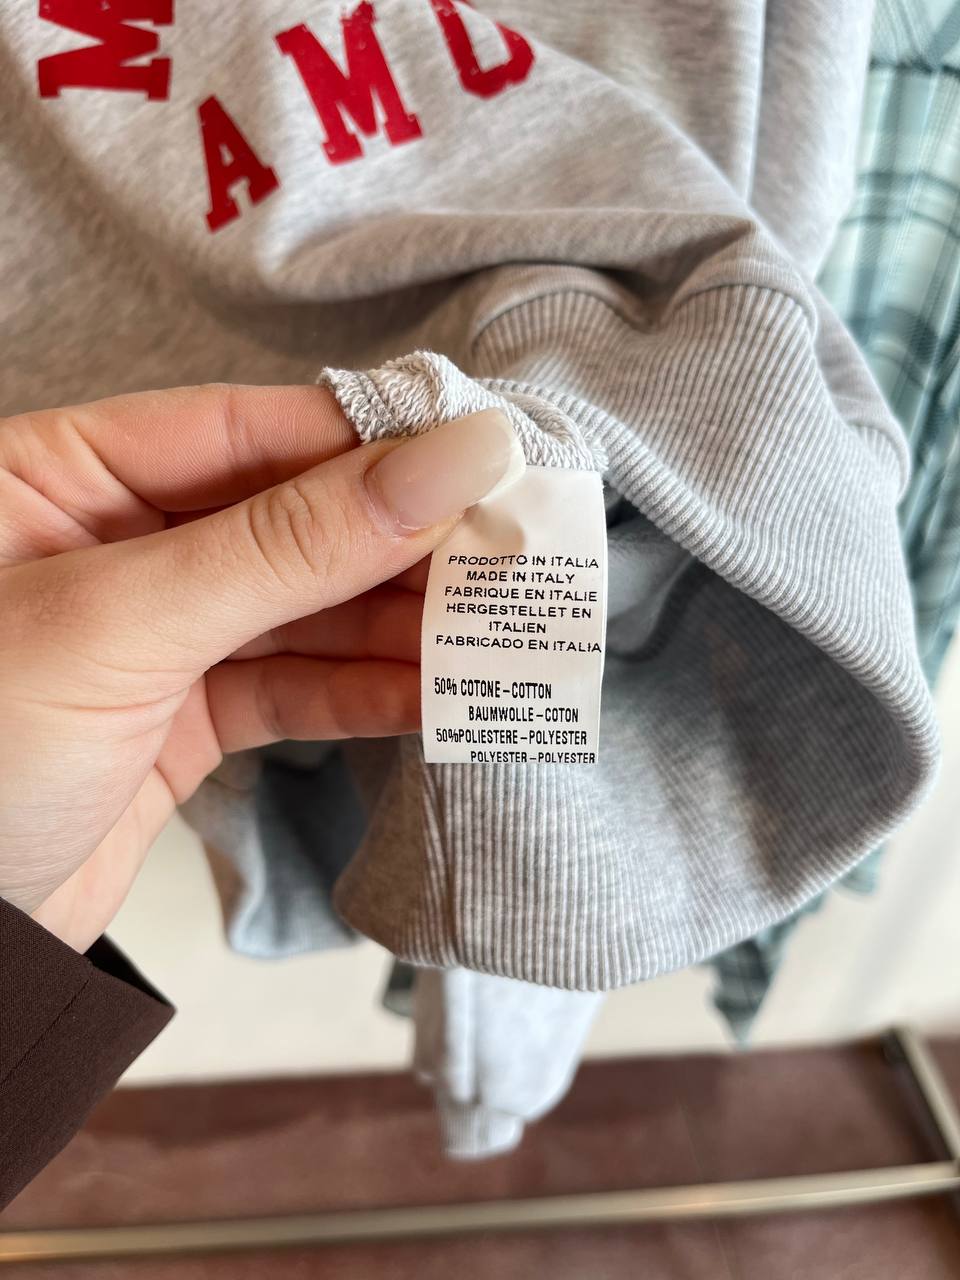 M
AMO
PRODOTTO IN ITALIA
MADE IN ITALY
FABRIQUE EN ITALIE
HERGESTELLET EN
ITALIEN
FABRICADO EN ITALIA
50% COTONE–COTTON
BAUMWOLLE–COTON
50%POLIESTERE–POLYESTER
POLYESTER–POLYESTER